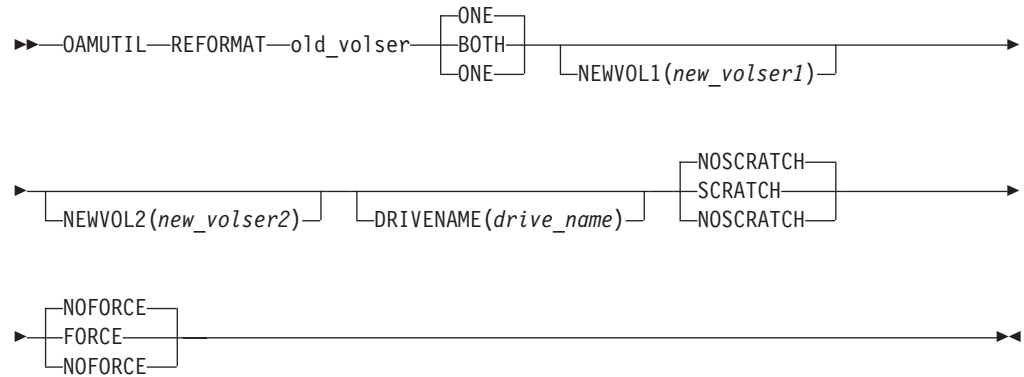 ONE
OAMUTIL REFORMAT old_volser BOTH
ONE NEWVOL1(new_volser1)
NOSCRATCH
SCRATCH
NEWVOL2(new_volser2) DRIVENAME(drive_name) NOSCRATCH
NOFORCE
FORCE
NOFORCE